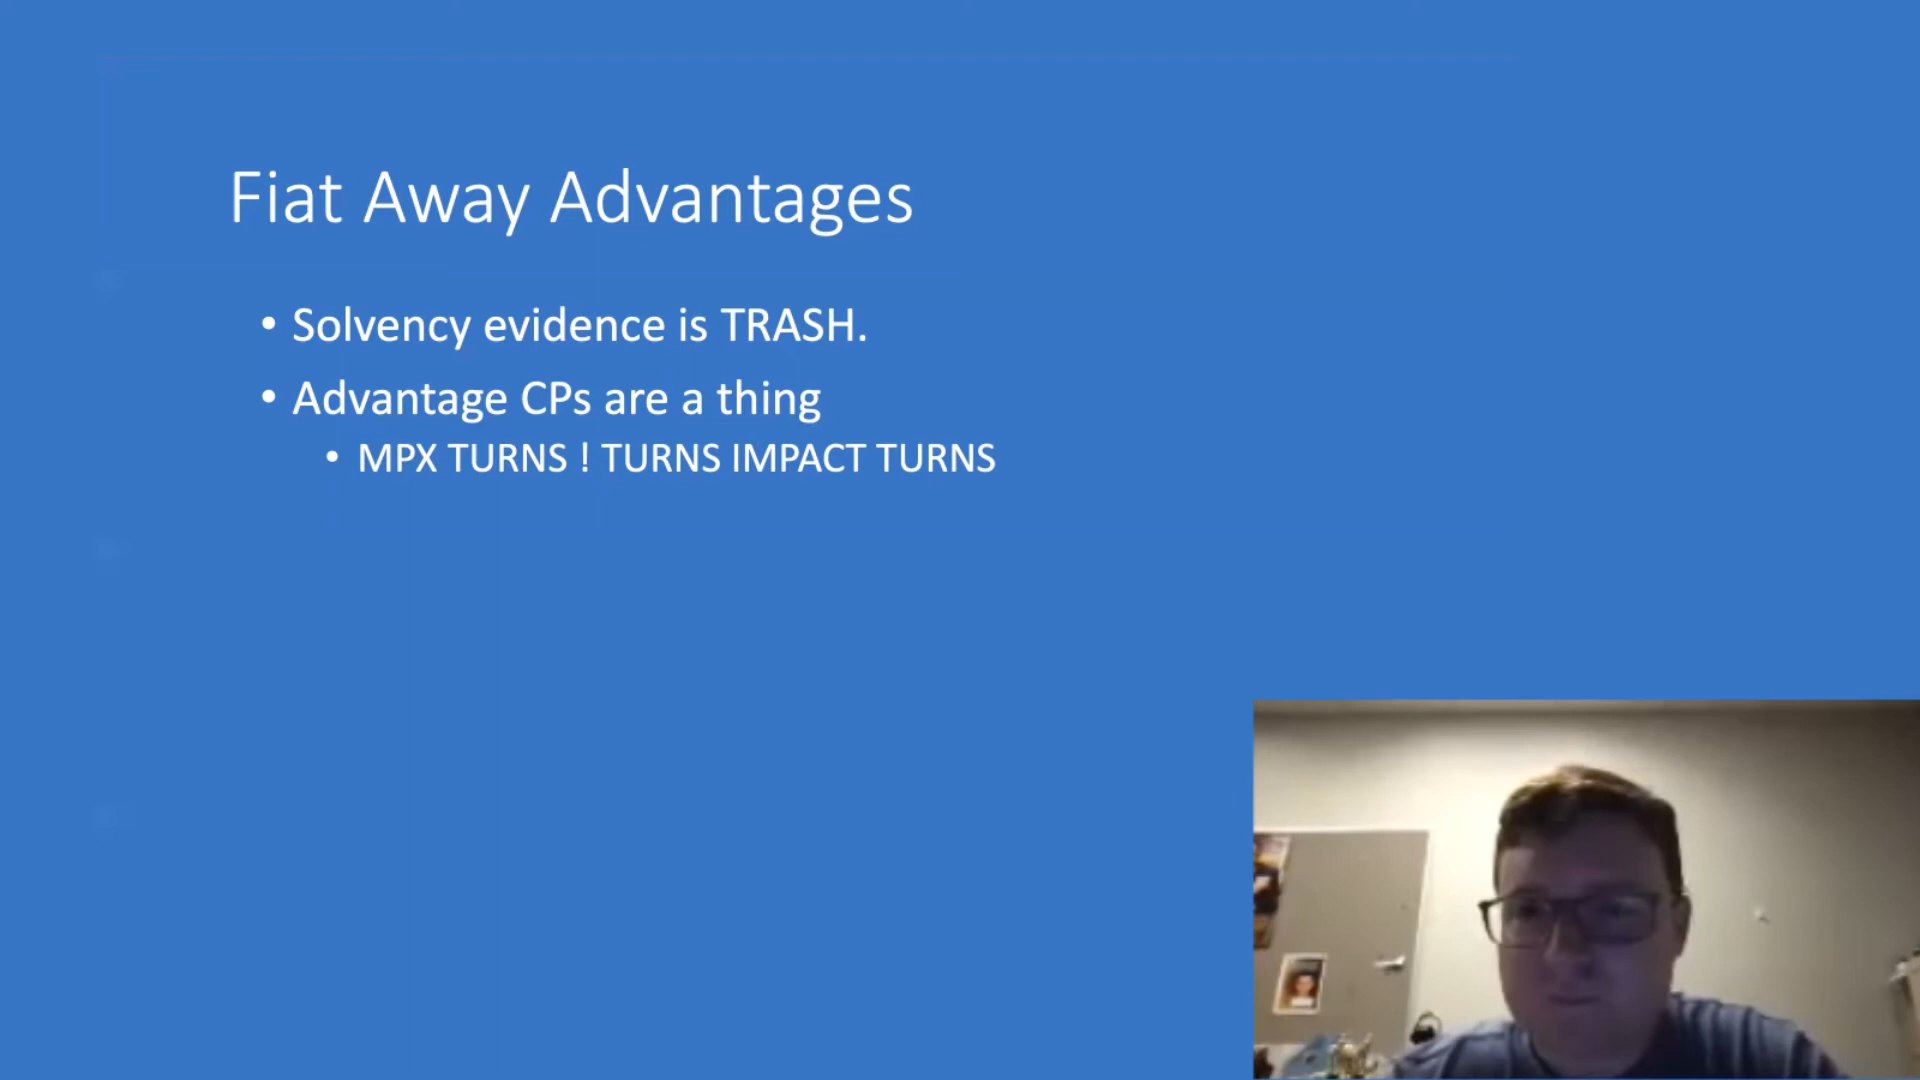 Fiat Away Advantages
• Solvency evidence is TRASH.
• Advantage CPs are a thing
• MPX TURNS ! TURNS IMPACT TURNS